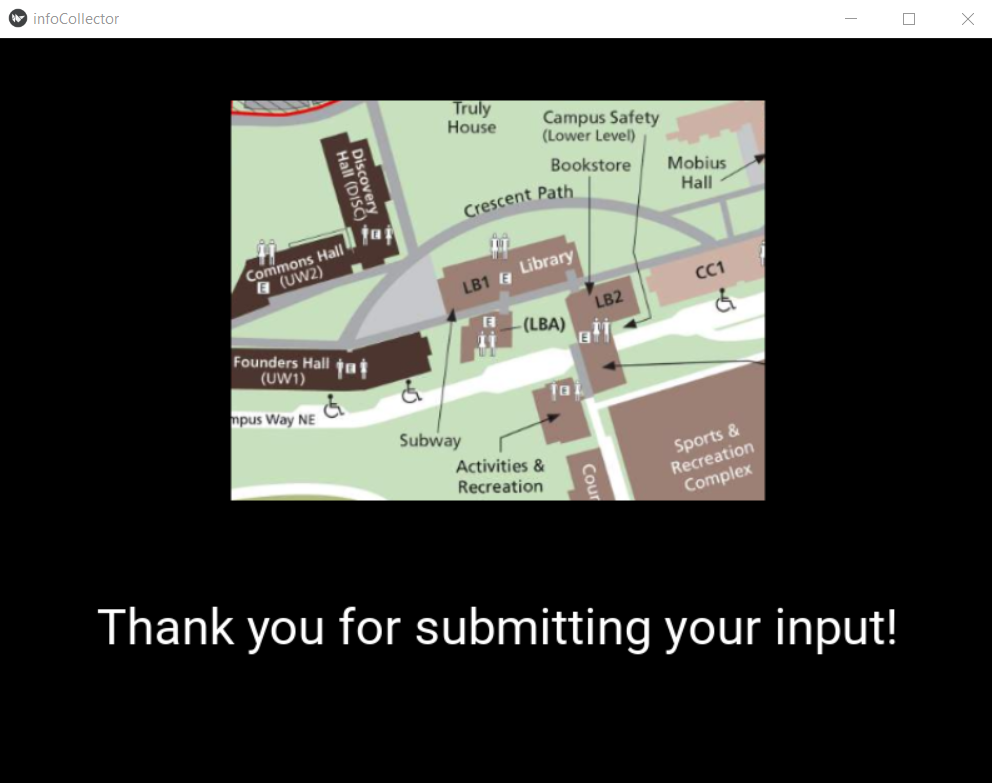 infoCollector
Truly
House
Campus Safety
(Lower Level)
Bookstore
Mobius
Hall
Discovery
Hall (DISC)
Crescent Path
Commons Hall
(UW2)
E
E
LB1
E
Library
CC1
LB2
E
(LBA)
E
Founders Hall
(UW1)
E
mpus Way NE
Subway
E
Activities &
Recreation
Sports &
Recreation
Complex
Cour
Thank you for submitting your input!